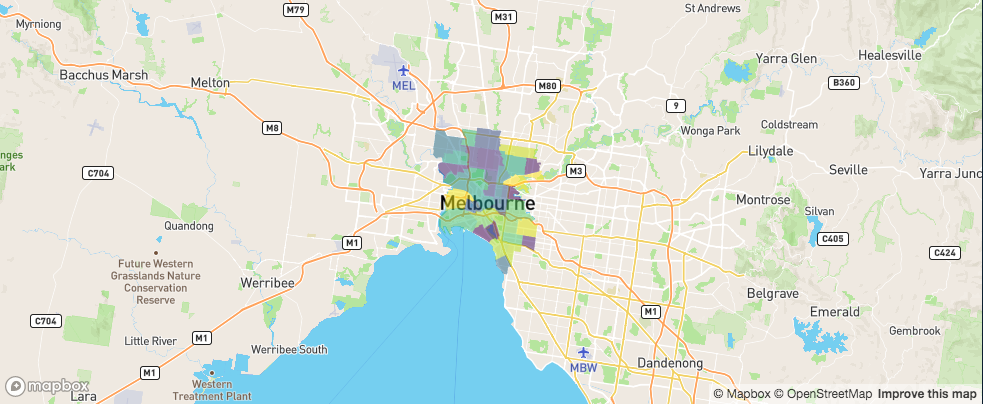 M79
M31
St Andrews
Myrniong
Yarra Glen
Healesville
Bacchus Marsh
Melton
MEL
M80
B360
9
Coldstream
M8
Wonga Park
nges
Park
Lilydale
C704
M3
Seville
Yarra Junc
Melbourne
Montrose
Silvan
Quandong
M1
C405
C424
Future Western
Grasslands Nature
Conservation
Reserve
Werribee
Belgrave
Emerald
C704
M1
Gembrook
Little River
M1
Werribee South
MBW
Dandenong
M1
Western
Treatment Plant
Lara
mapbox
© Mapbox © OpenStreetMap Improve this map